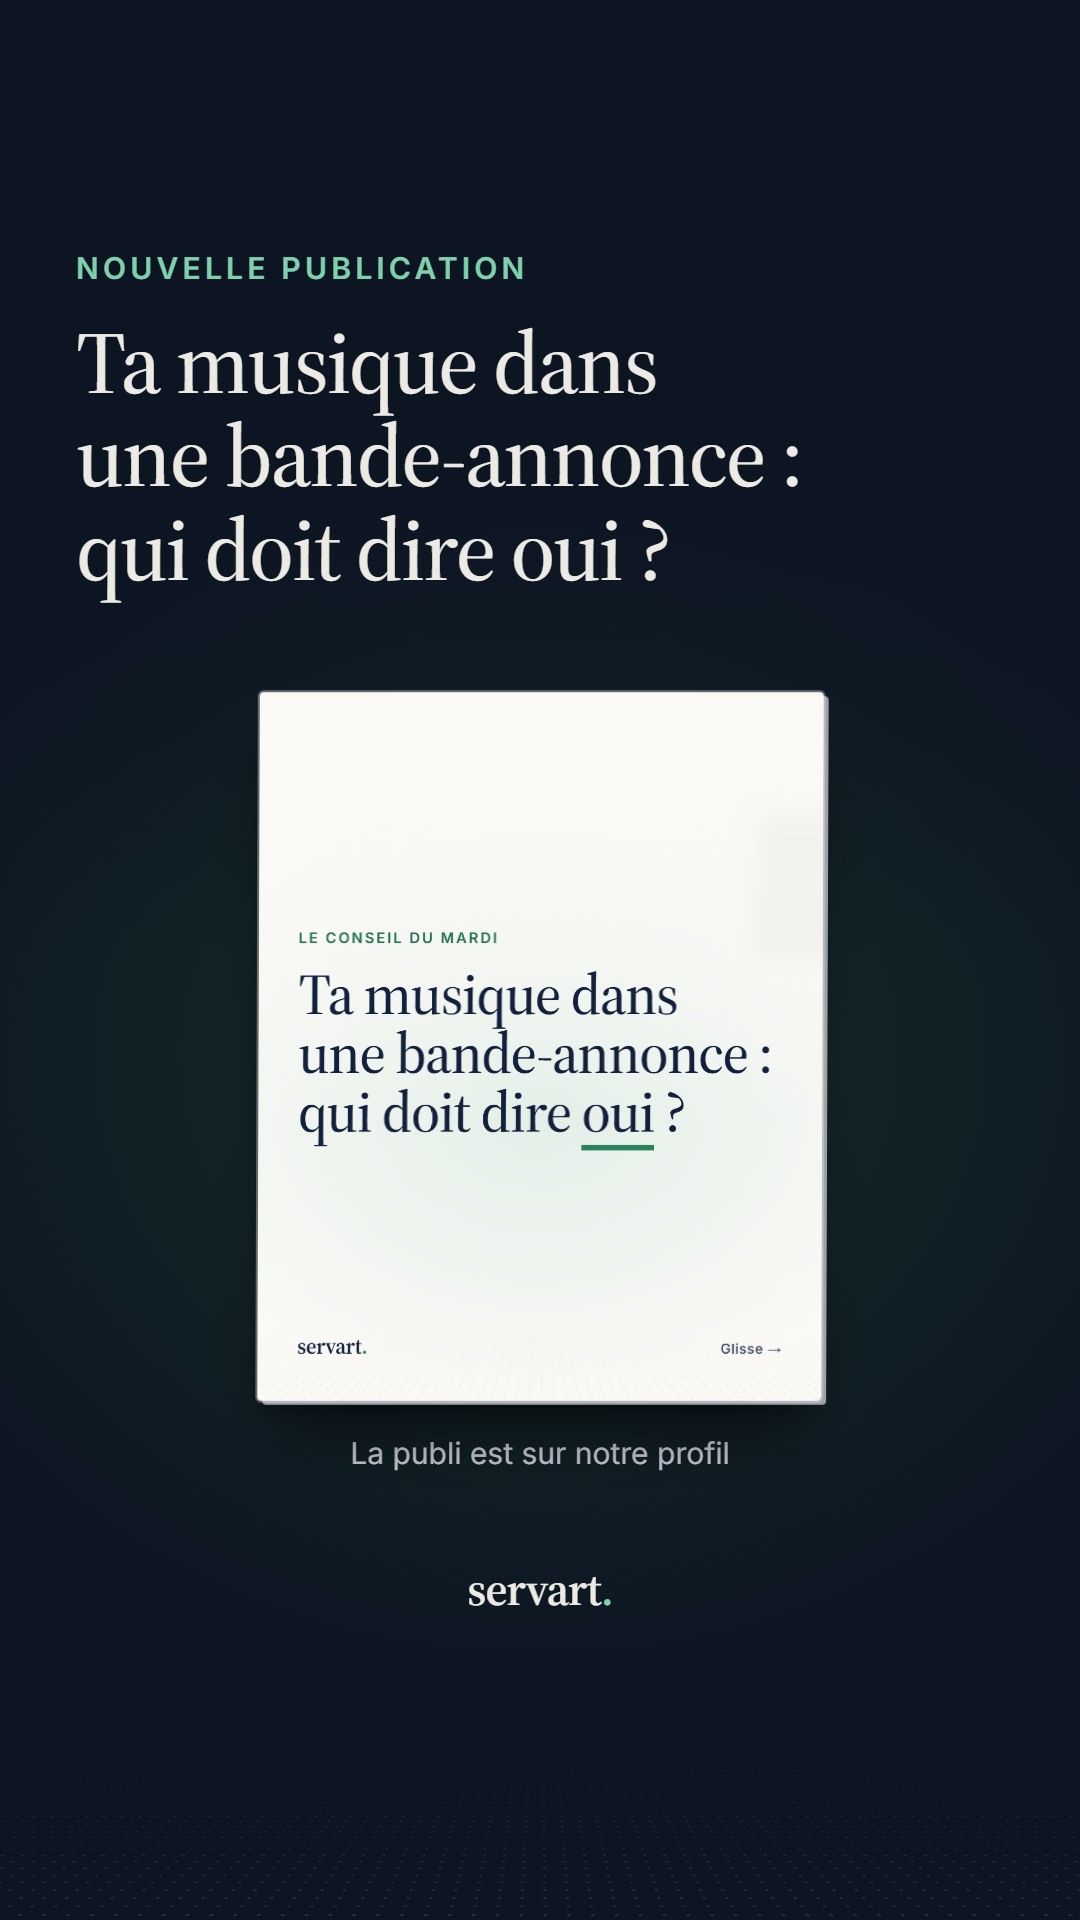 NOUVELLE PUBLICATION
Ta musique dans
une bande-annonce :
qui doit dire oui ?
LE CONSEIL DU MARDI
Ta musique dans
une bande-annonce :
qui doit dire oui ?
servart.
Glisse →
La publi est sur notre profil
servart.